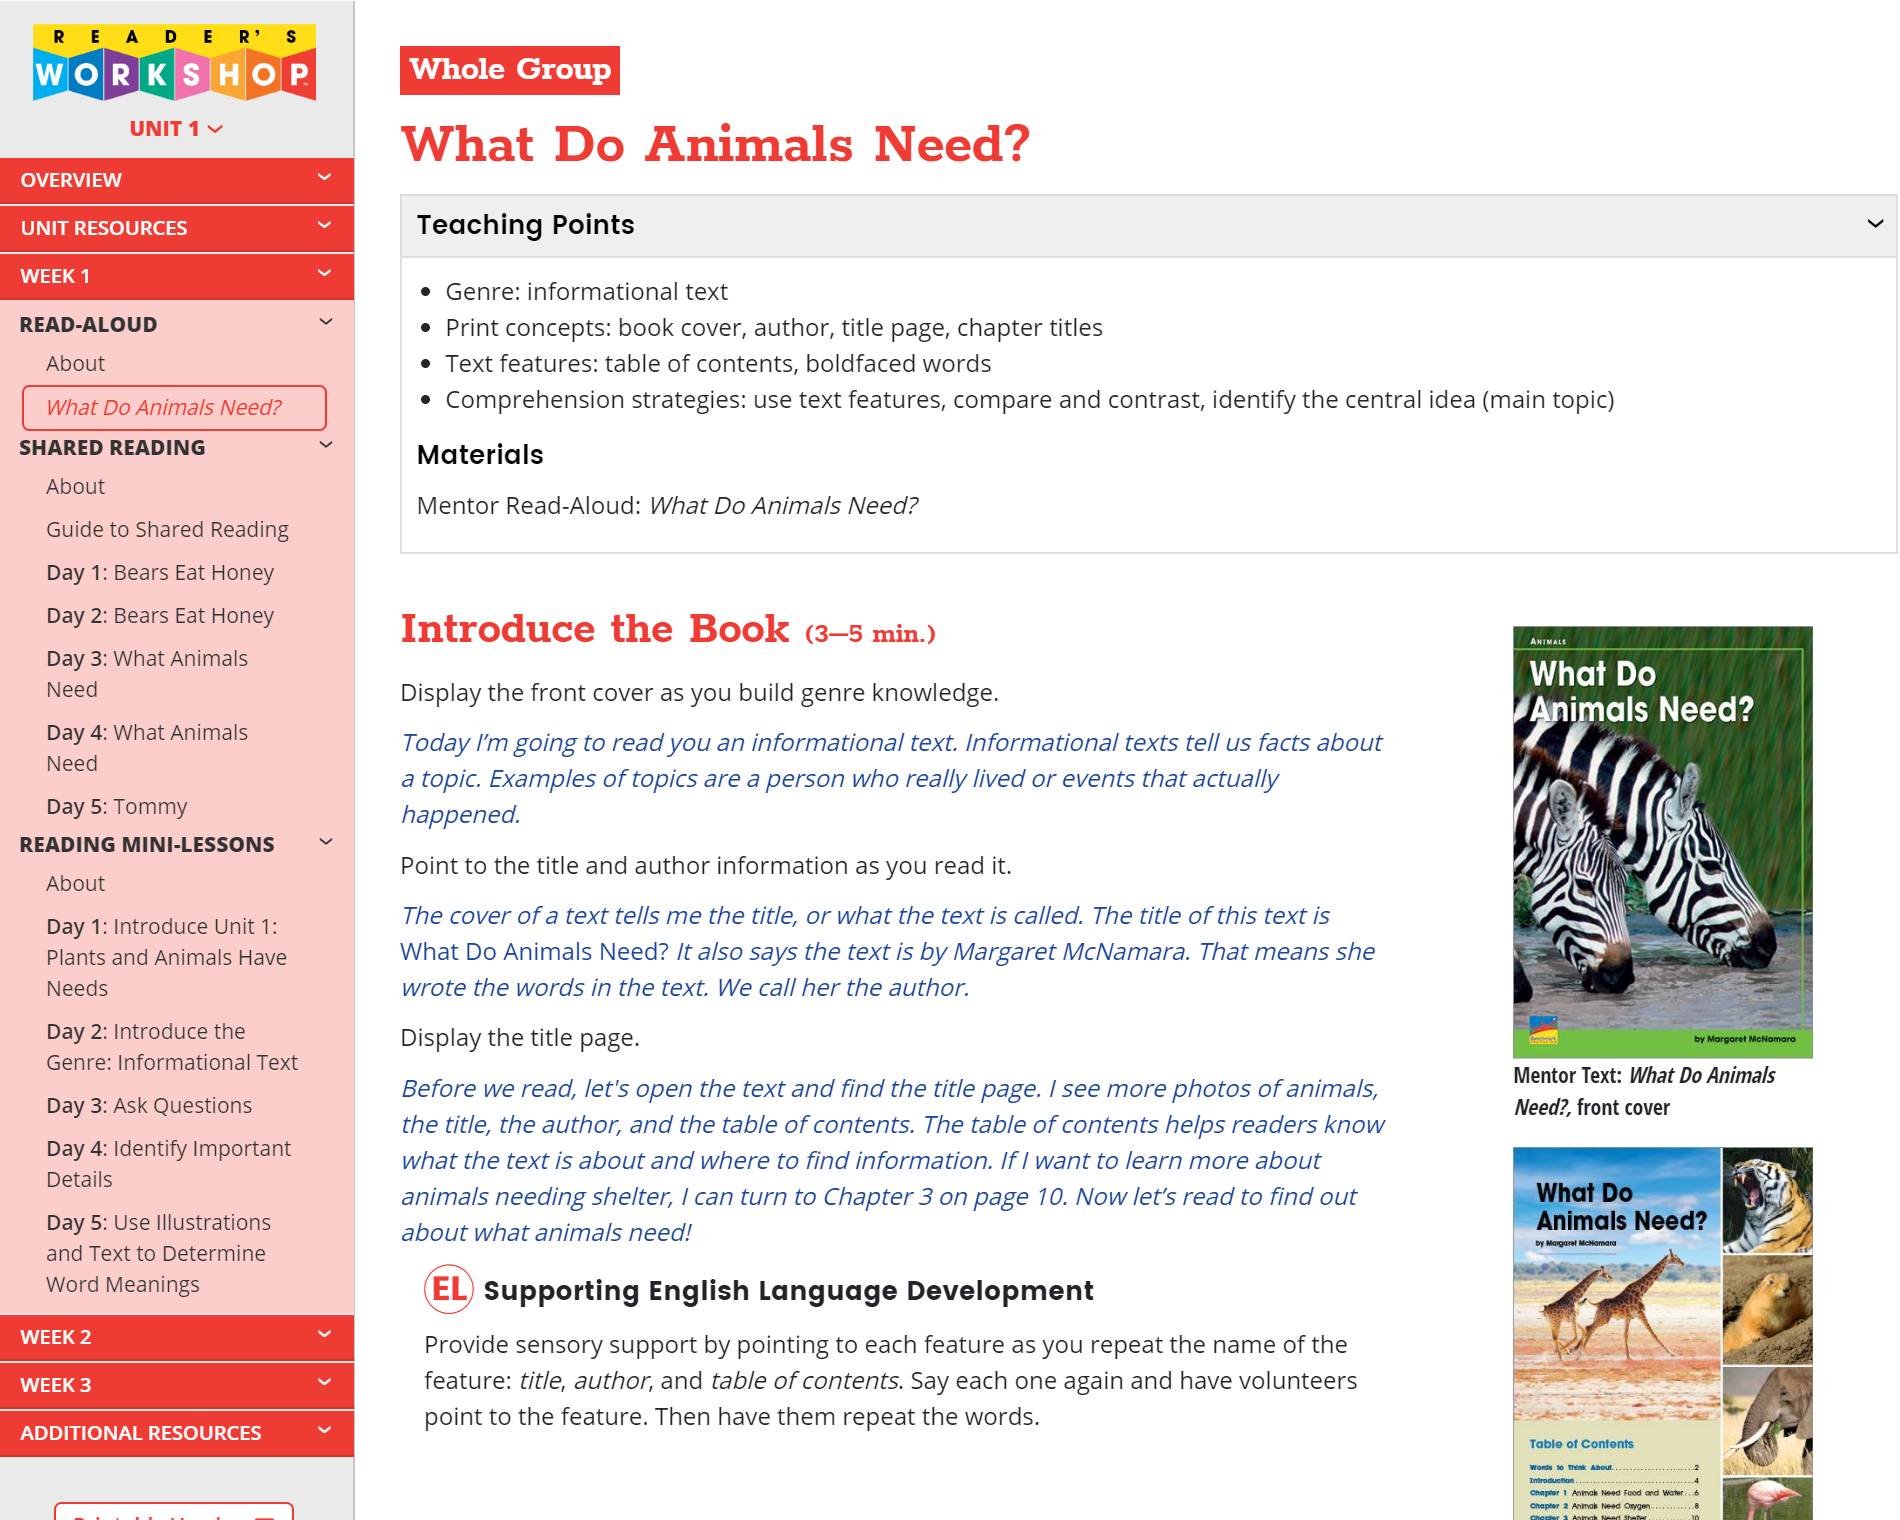 READER'S
WORKSHOP
UNIT 1
OVERVIEW
UNIT RESOURCES
WEEK 1
READ-ALOUD
About
What Do Animals Need?
SHARED READING
About
Guide to Shared Reading
Day 1: Bears Eat Honey
Day 2: Bears Eat Honey
Day 3: What Animals
Need
Day 4: What Animals
Need
Day 5: Tommy
READING MINI-LESSONS
About
Day 1: Introduce Unit 1:
Plants and Animals Have
Needs
Day 2: Introduce the
Genre: Informational Text
Day 3: Ask Questions
Day 4: Identify Important
Details
Day 5: Use Illustrations
and Text to Determine
Word Meanings
WEEK 2
WEEK 3
ADDITIONAL RESOURCES
Whole Group
What Do Animals Need?
Teaching Points
Genre: informational text
Print concepts: book cover, author, title page, chapter titles
Text features: table of contents, boldfaced words
Comprehension strategies: use text features, compare and contrast, identify the central idea (main topic)
Materials
Mentor Read-Aloud: What Do Animals Need?
Introduce the Book (3—5 min.)
Display the front cover as you build genre knowledge.
Today I’m going to read you an informational text. Informational texts tell us facts about
a topic. Examples of topics are a person who really lived or events that actually
happened.
Point to the title and author information as you read it.
The cover of a text tells me the title, or what the text is called. The title of this text is
What Do Animals Need? It also says the text is by Margaret McNamara. That means she
wrote the words in the text. We call her the author.
Display the title page.
Before we read, let's open the text and find the title page. I see more photos of animals,
the title, the author, and the table of contents. The table of contents helps readers know
what the text is about and where to find information. If I want to learn more about
animals needing shelter, I can turn to Chapter 3 on page 10. Now let’s read to find out
about what animals need!
EL Supporting English Language Development
Provide sensory support by pointing to each feature as you repeat the name of the
feature: title, author, and table of contents. Say each one again and have volunteers
point to the feature. Then have them repeat the words.
ANIMALS
What Do
Animals Need?
by Margaret McNamara
Mentor Text: What Do Animals
Need?, front cover
What Do
Animals Need?
by Margaret McNamara
Table of Contents
Words to Think About......................2
Introduction..............................4
Chapter 1 Animals Need Food and Water...6
Chapter 2 Animals Need Oxygen...........8
Chapter 3 Animals Need Shelter............10